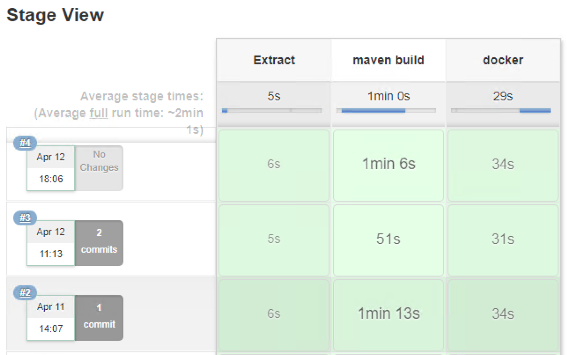 Stage View
Extract maven build docker
Average stage times: 5s 1min 0s 29s
(Average full run time: ~2min
1s)
#4
Apr 12 No
Changes
18:06
6s 1min 6s 34s
#3
Apr 12 2
commits
11:13
5s 51s 31s
#2
Apr 11 1
commit
14:07
6s 1min 13s 34s